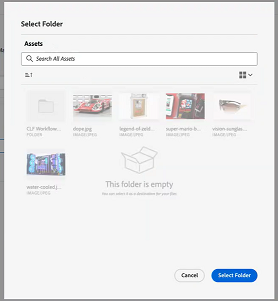 Select Folder
Assets
Search All Assets
CLF Workflow...
FOLDER
dope.jpg
IMAGE/JPEG
legend-of-zeld...
IMAGE/JPEG
super-mario-b...
IMAGE/JPEG
vision-sunglas...
IMAGE/JPEG
water-cooled.j...
IMAGE/JPEG
This folder is empty
You can select it as a destination for your files
Cancel
Select Folder